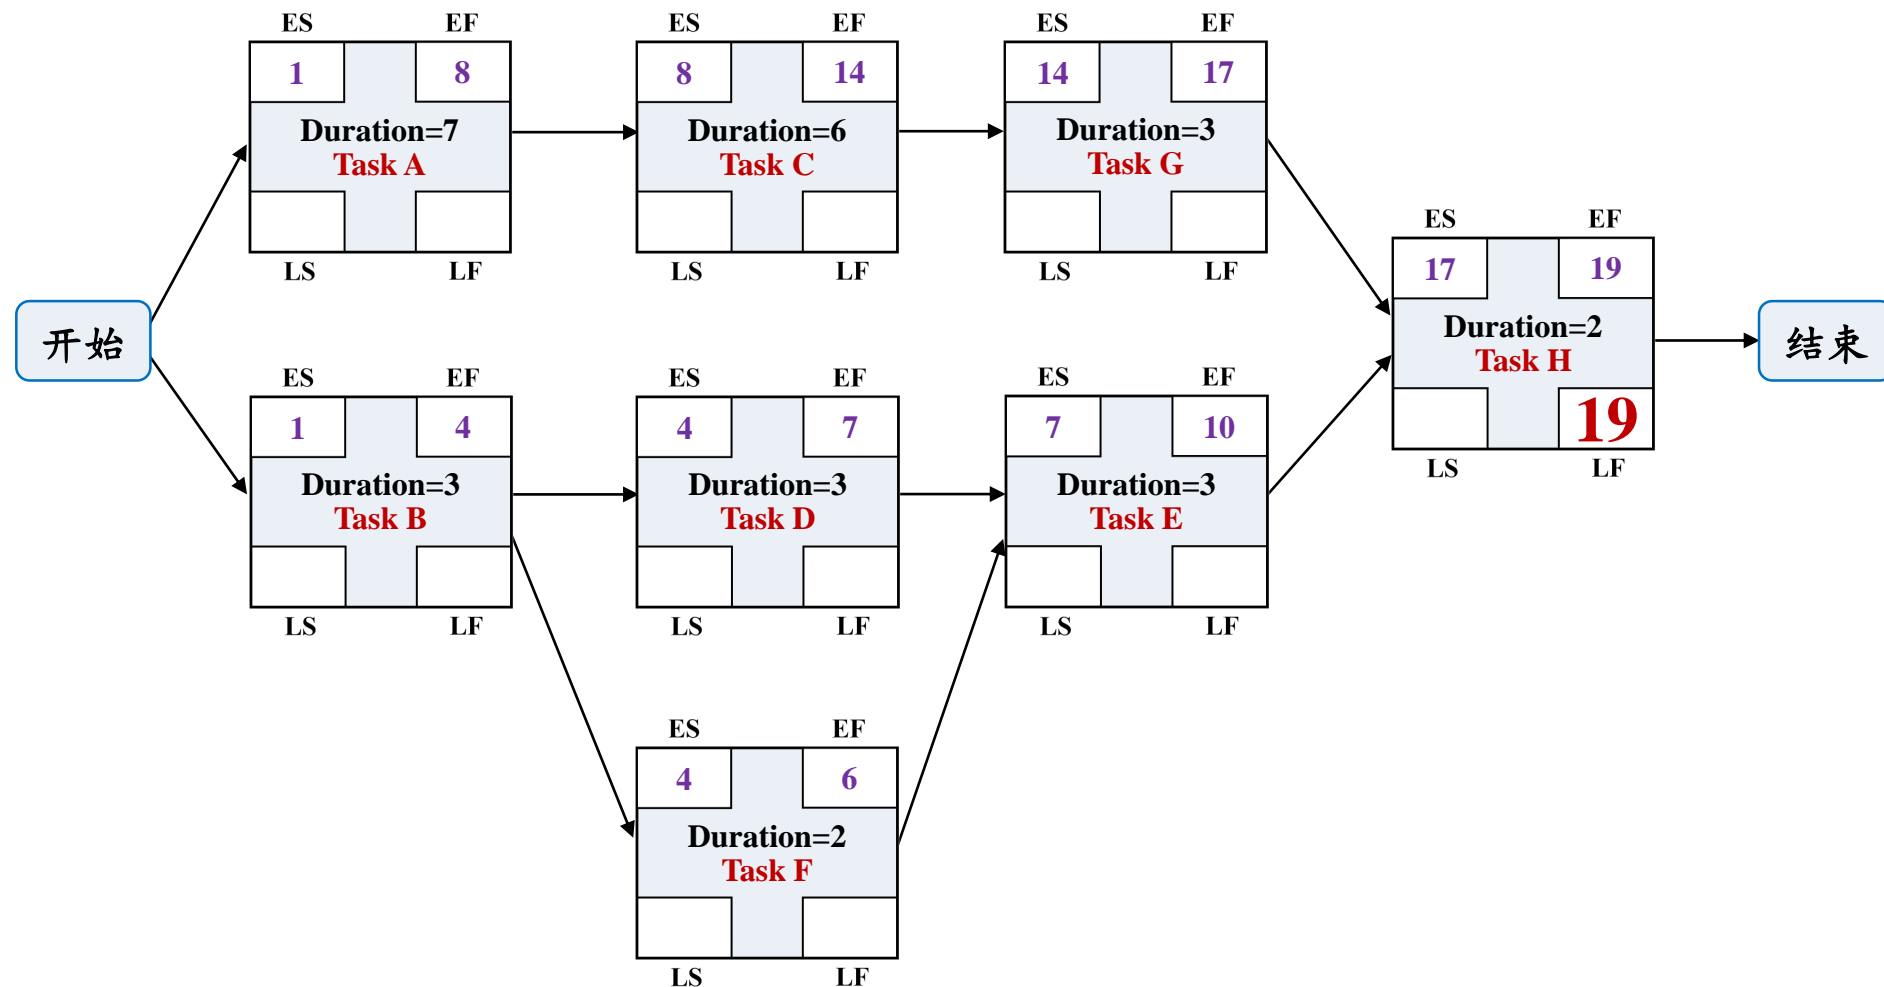 ES EF
1 8
Duration=7
Task A
LS LF
ES EF
8 14
Duration=6
Task C
LS LF
ES EF
14 17
Duration=3
Task G
LS LF
开始
ES EF
1 4
Duration=3
Task B
LS LF
ES EF
4 7
Duration=3
Task D
LS LF
ES EF
7 10
Duration=3
Task E
LS LF
ES EF
17 19
Duration=2
Task H
19
LS LF
结束
ES EF
4 6
Duration=2
Task F
LS LF